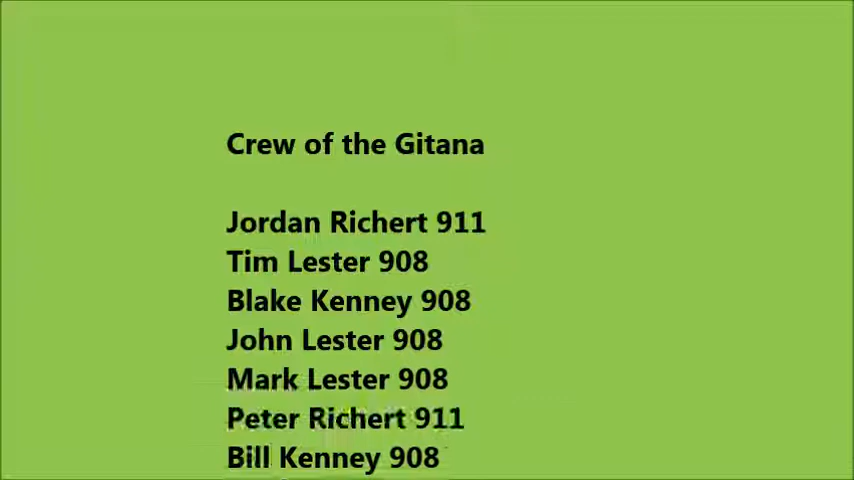 Crew of the Gitana
Jordan Richert 911
Tim Lester 908
Blake Kenney 908
John Lester 908
Mark Lester 908
Peter Richert 911
Bill Kenney 908